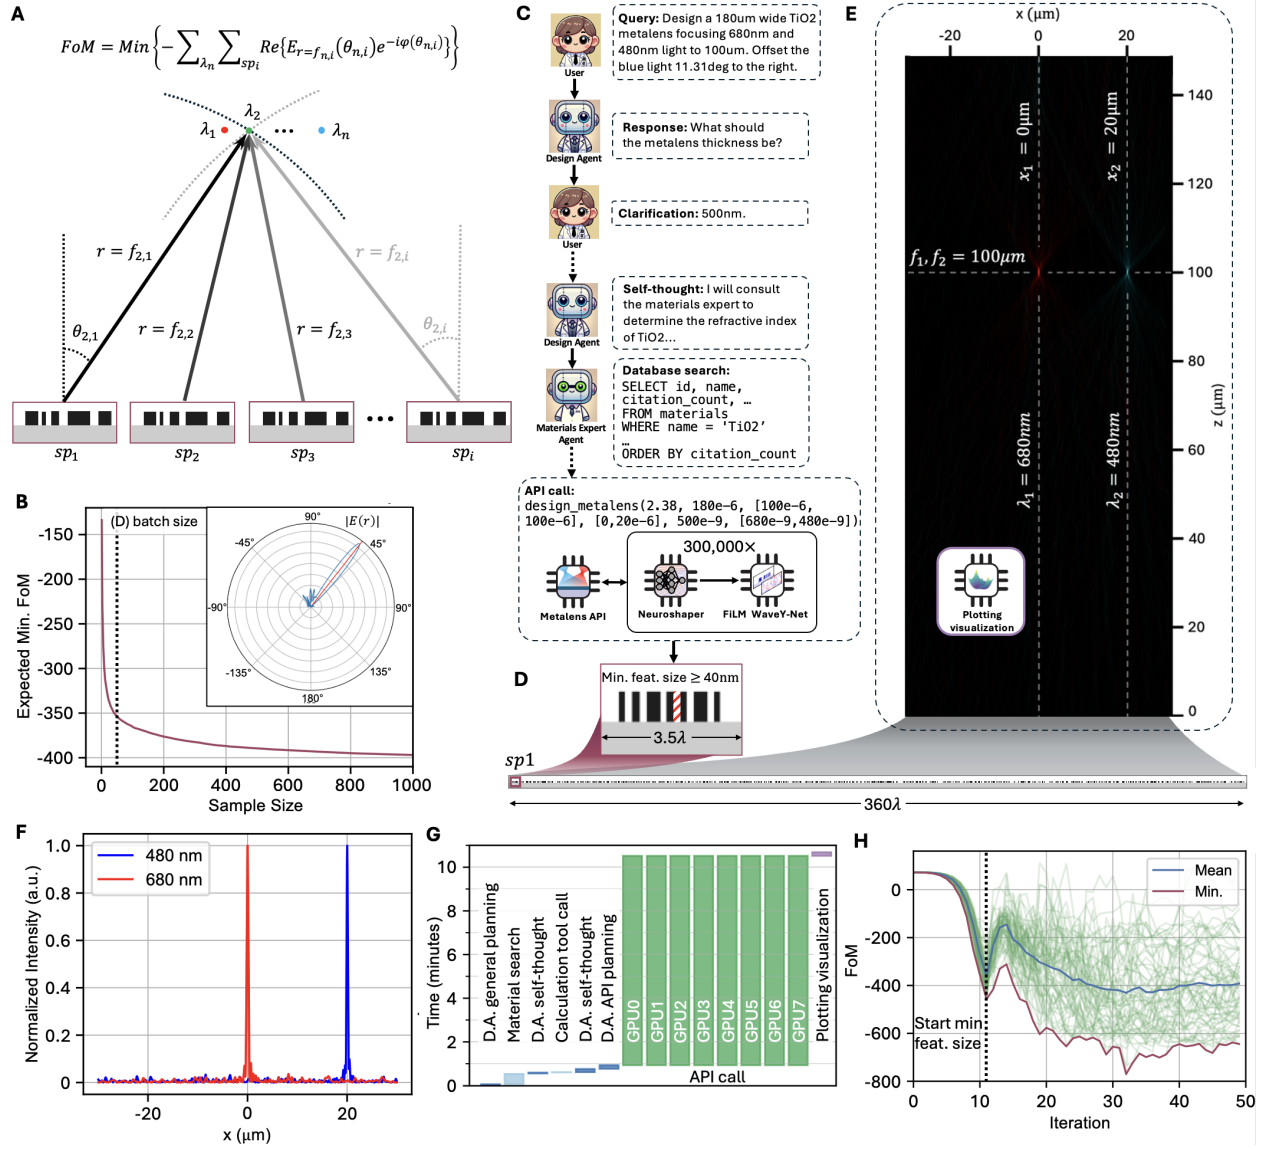 A
FoM = Min{−∑λn ∑spi Re{Er=fn,i(θn,i)e−iφ(θn,i)}}
λ1
λ2
...
λn
r = f2,1
r = f2,2
r = f2,3
r = f2,i
θ2,1
θ2,i
...
sp1
sp2
sp3
spi
B
(D) batch size
|E(r)|
90°
-45°
45°
-90°
90°
-135°
135°
180°
Expected Min. FoM
-150
-200
-250
-300
-350
-400
0
200
400
600
800
1000
Sample Size
C
Query: Design a 180um wide TiO2
metalens focusing 680nm and
480nm light to 100um. Offset the
blue light 11.31deg to the right.
User
Response: What should
the metalens thickness be?
Design Agent
Clarification: 500nm.
User
Self-thought: I will consult
the materials expert to
determine the refractive index
of TiO2...
Design Agent
Database search:
SELECT id, name,
citation_count, …
FROM materials
WHERE name = 'TiO2’
…
ORDER BY citation_count
Materials Expert
Agent
API call:
design_metalens(2.38, 180e-6, [100e-6,
100e-6], [0,20e-6], 500e-9, [680e-9,480e-9])
300,000×
Metalens API
Neuroshaper
FiLM WaveY-Net
D
Min. feat. size ≥ 40nm
3.5λ
sp1
360λ
E
x (μm)
-20
0
20
x1 = 0μm
x2 = 20μm
f1, f2 = 100μm
λ1 = 680nm
λ2 = 480nm
Plotting
visualization
140
120
100
80
60
40
20
0
z (μm)
F
480 nm
680 nm
Normalized Intensity (a.u.)
1.0
0.8
0.6
0.4
0.2
0
-20
0
20
x (μm)
G
Time (minutes)
10
8
6
4
2
0
D.A. general planning
Material search
D.A. self-thought
Calculation tool call
D.A. self-thought
D.A. API planning
GPU0
GPU1
GPU2
GPU3
GPU4
GPU5
GPU6
GPU7
Plotting visualization
API call
H
Mean
Min.
FoM
0
-200
-400
-600
-800
Start min
feat. size
0
10
20
30
40
50
Iteration